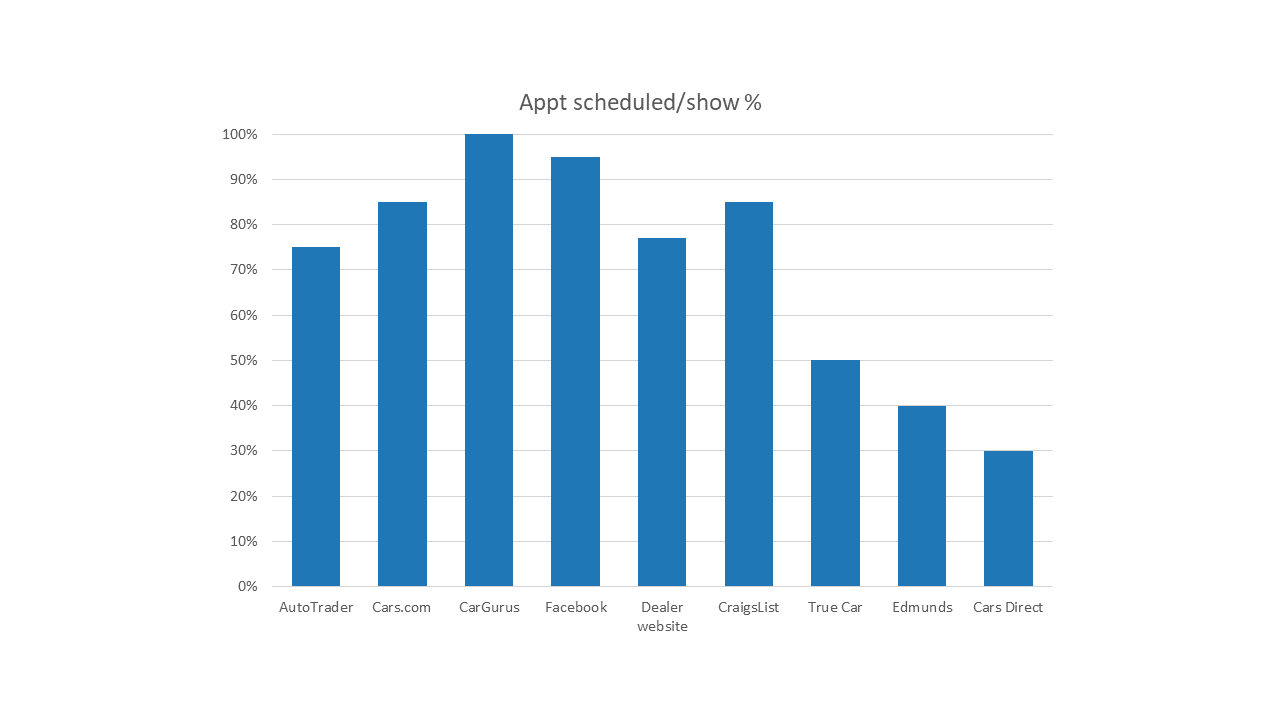 Appt scheduled/show %
100%
90%
80%
70%
60%
50%
40%
30%
20%
10%
0%
AutoTrader
Cars.com
CarGurus
Facebook
Dealer
website
CraigsList
True Car
Edmunds
Cars Direct